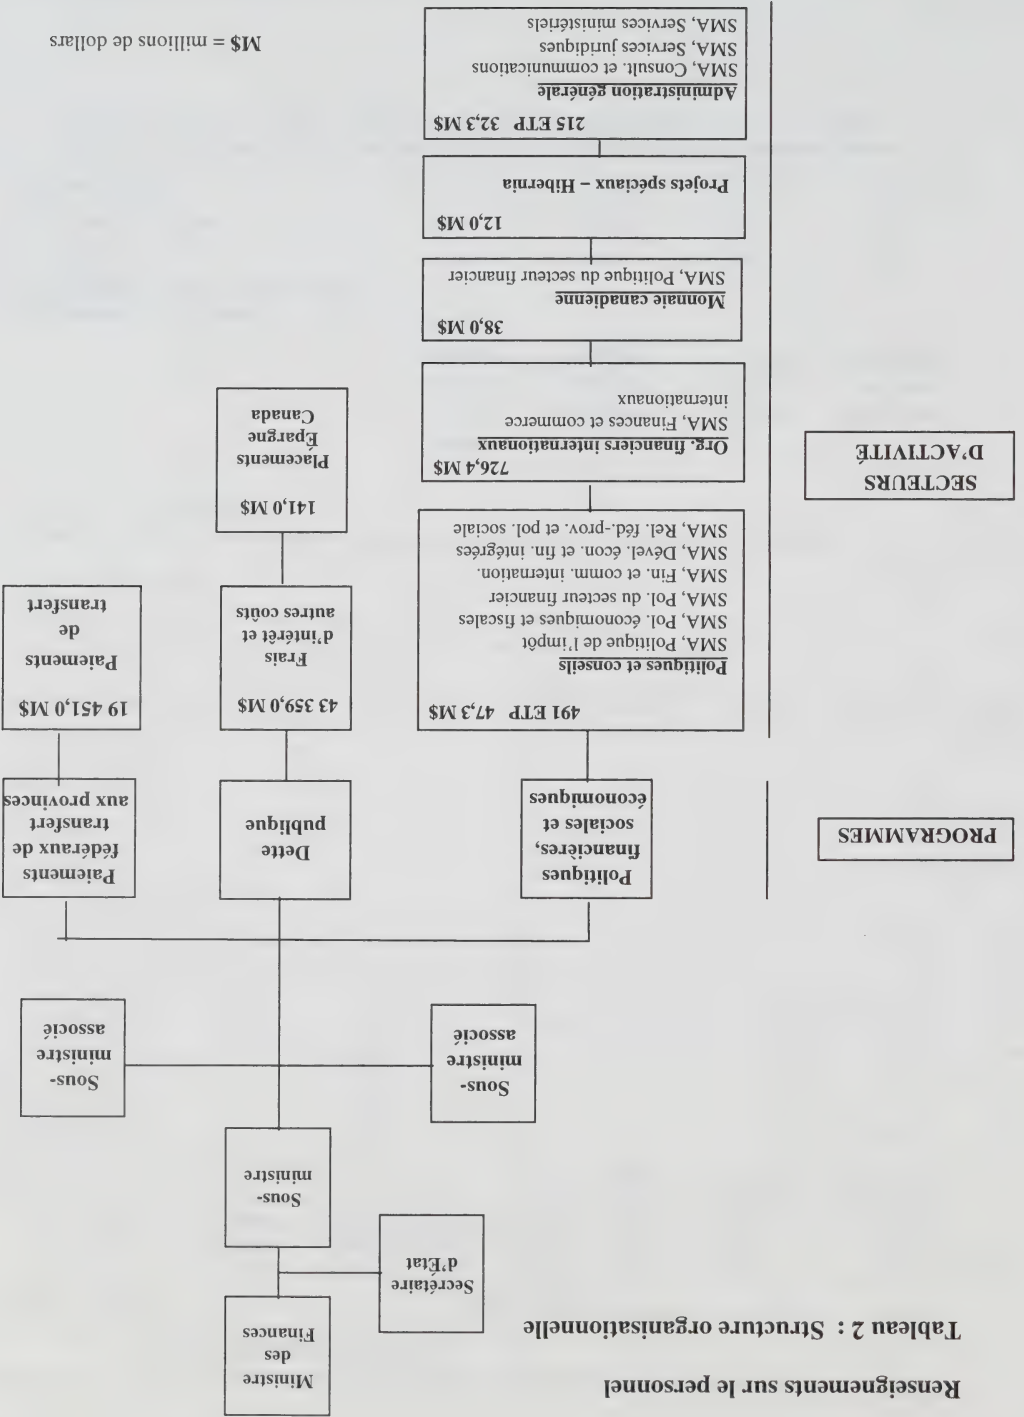 Renseignements sur le personnel
Tableau 2 : Structure organisationnelle
Ministre
des
Finances
Secrétaire
d'État
Sous-
ministre
Sous-
ministre
associé
Sous-
ministre
associé
PROGRAMMES
Politiques
financières,
sociales et
économiques
Dette
publique
Paiements
fédéraux de
transfert
aux provinces
SECTEURS
D'ACTIVITÉ
491 ETP 47,3 M$
Politiques et conseils
SMA, Politique de l'impôt
SMA, Pol. économiques et fiscales
SMA, Pol. du secteur financier
SMA, Fin. et comm. internation.
SMA, Dével. écon. et fin. intégrées
SMA, Rel. féd.-prov. et pol. sociale
726,4 M$
Org. financiers internationaux
SMA, Finances et commerce
internationaux
38,0 M$
Monnaie canadienne
SMA, Politique du secteur financier
12,0 M$
Projets spéciaux – Hibernia
215 ETP 32,3 M$
Administration générale
SMA, Consult. et communications
SMA, Services juridiques
SMA, Services ministériels
43 359,0 M$
Frais
d'intérêt et
autres coûts
141,0 M$
Placements
Épargne
Canada
19 451,0 M$
Paiements
de
transfert
M$ = millions de dollars